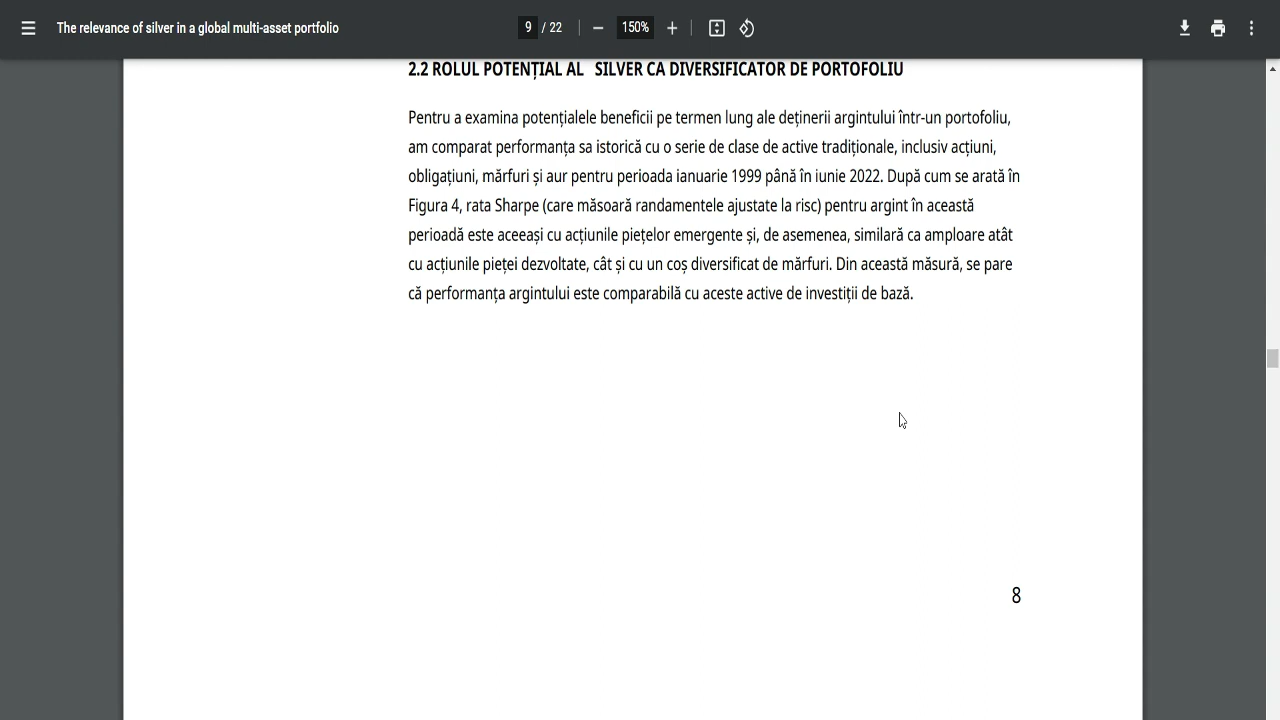 The relevance of silver in a global multi-asset portfolio
9 / 22
150%
2.2 ROLUL POTENȚIAL AL SILVER CA DIVERSIFICATOR DE PORTOFOLIU
Pentru a examina potențialele beneficii pe termen lung ale deținerii argintului într-un portofoliu,
am comparat performanța sa istorică cu o serie de clase de active tradiționale, inclusiv acțiuni,
obligațiuni, mărfuri și aur pentru perioada ianuarie 1999 până în iunie 2022. După cum se arată în
Figura 4, rata Sharpe (care măsoară randamentele ajustate la risc) pentru argint în această
perioadă este aceeași cu acțiunile piețelor emergente și, de asemenea, similară ca amploare atât
cu acțiunile pieței dezvoltate, cât și cu un coș diversificat de mărfuri. Din această măsură, se pare
că performanța argintului este comparabilă cu aceste active de investiții de bază.
8